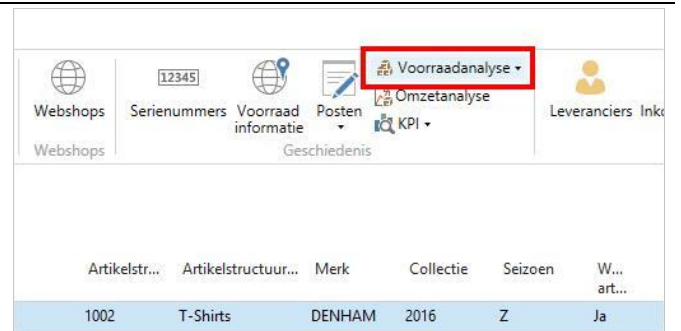 12345
Webshops
Serienummers
Voorraad
informatie
Posten
Voorraadanalyse
Omzetanalyse
KPI
Leveranciers
Webshops
Geschiedenis
Artikelstr... Artikelstructuur... Merk Collectie Seizoen W...
art...
1002 T-Shirts DENHAM 2016 Z Ja